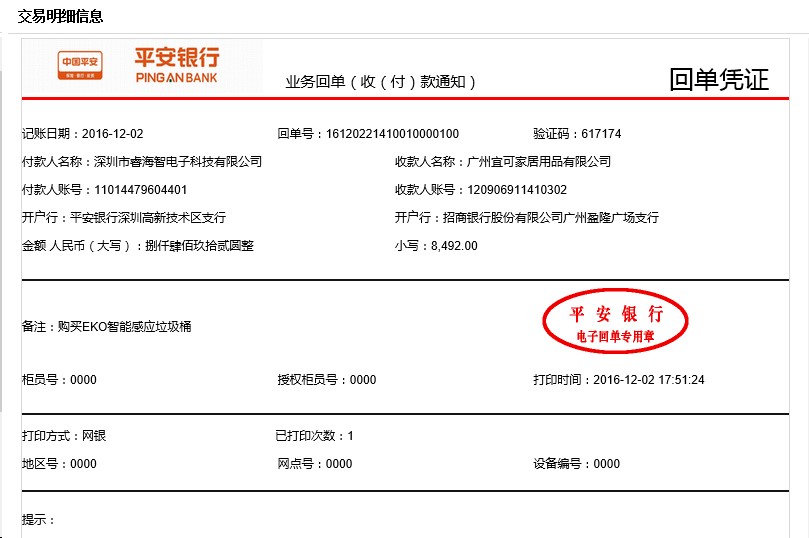 交易明细信息
中国平安
保险·银行·投资
平安银行
PINGAN BANK
业务回单（收（付）款通知）
回单凭证
记账日期：2016-12-02 回单号：16120221410010000100 验证码：617174
付款人名称：深圳市睿海智电子科技有限公司 收款人名称：广州宜可家居用品有限公司
付款人账号：11014479604401 收款人账号：120906911410302
开户行：平安银行深圳高新技术区支行 开户行：招商银行股份有限公司广州盈隆广场支行
金额 人民币（大写）：捌仟肆佰玖拾贰圆整 小写：8,492.00
平安银行
电子回单专用章
备注：购买EKO智能感应垃圾桶
柜员号：0000 授权柜员号：0000 打印时间：2016-12-02 17:51:24
打印方式：网银 已打印次数：1
地区号：0000 网点号：0000 设备编号：0000
提示：